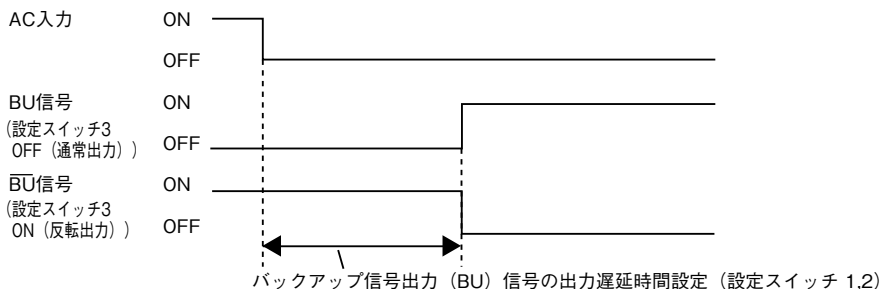 AC入力 ON
OFF
BU信号 ON
(設定スイッチ3
OFF(通常出力)) OFF
B̅U̅信号 ON
(設定スイッチ3
ON(反転出力)) OFF
バックアップ信号出力(BU)信号の出力遅延時間設定(設定スイッチ 1,2)